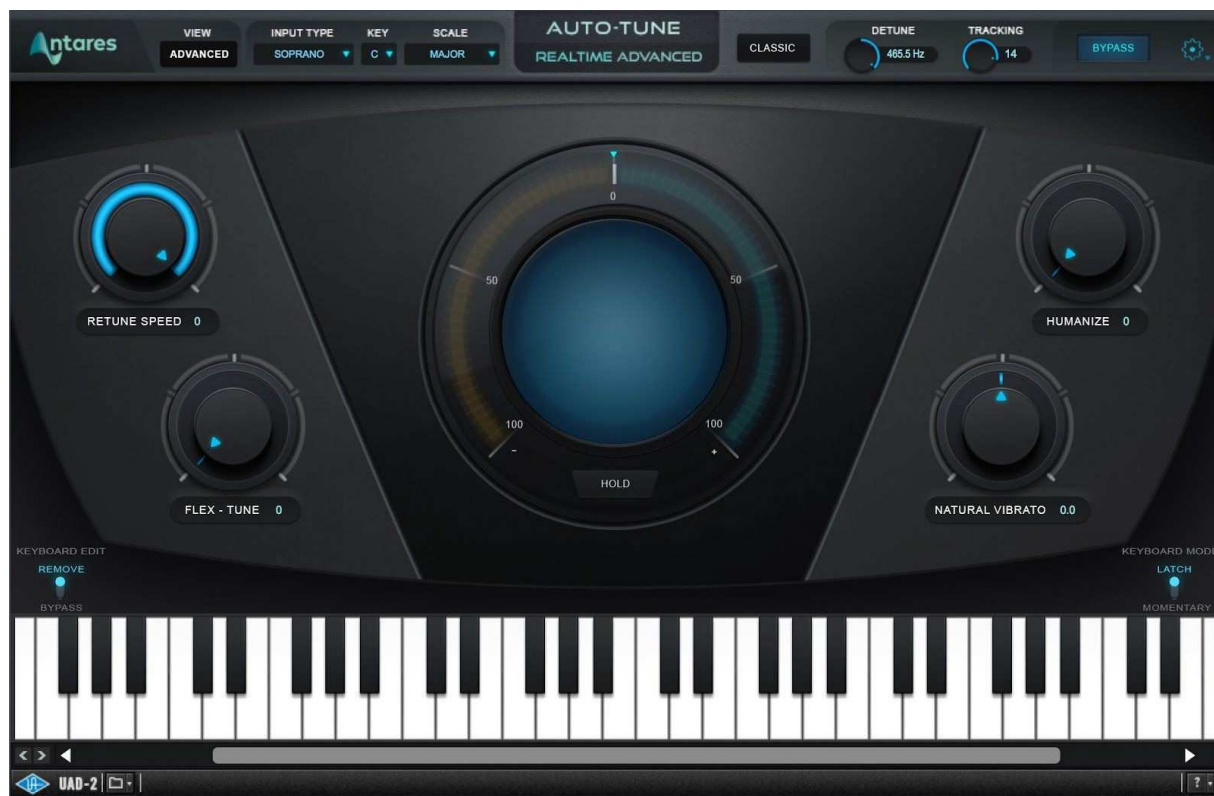 Antares
VIEW
ADVANCED
INPUT TYPE KEY SCALE
SOPRANO C MAJOR
AUTO-TUNE
REALTIME ADVANCED
CLASSIC
DETUNE TRACKING
465.5 Hz 14
BYPASS
0
50 50
100 100
- +
HOLD
RETUNE SPEED 0
HUMANIZE 0
FLEX - TUNE 0
NATURAL VIBRATO 0.0
KEYBOARD EDIT
REMOVE
BYPASS
KEYBOARD MODE
LATCH
MOMENTARY
UAD-2
?